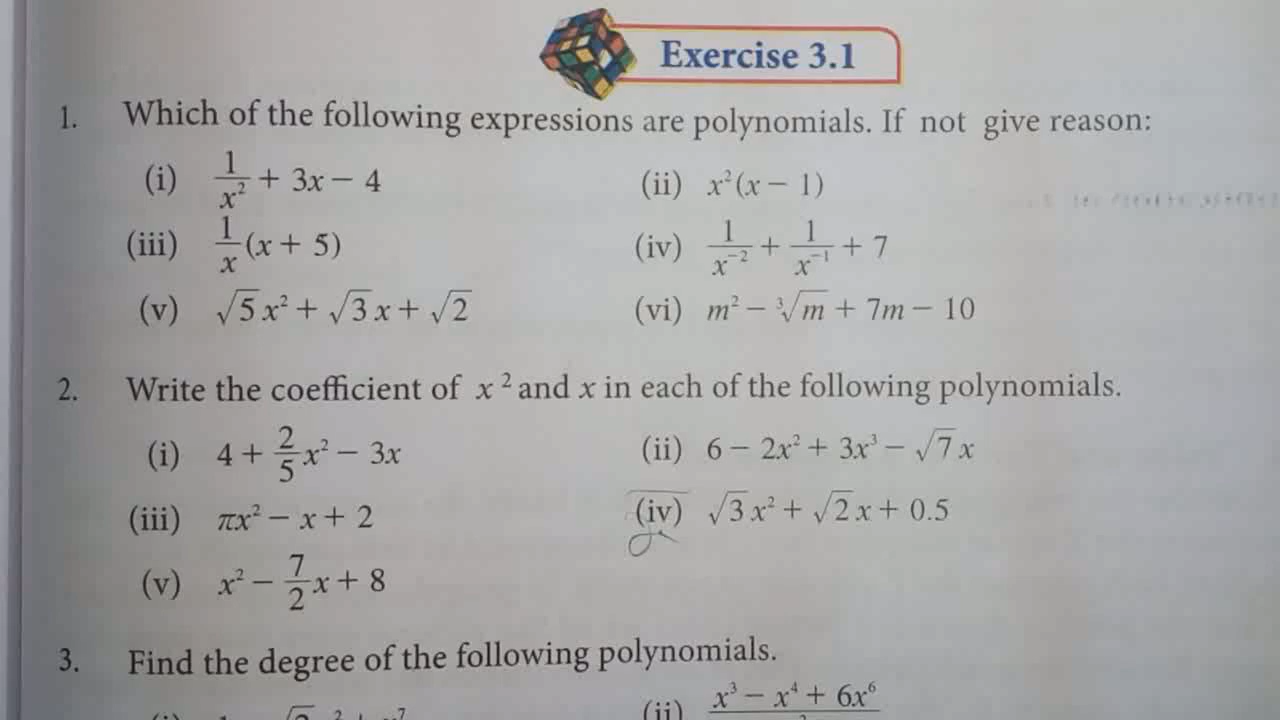 Exercise 3.1
1. Which of the following expressions are polynomials. If not give reason:
(i) 1/x² + 3x − 4 (ii) x²(x − 1)
(iii) 1/x (x + 5) (iv) 1/x⁻² + 1/x⁻¹ + 7
(v) √5 x² + √3 x + √2 (vi) m² − ∛m + 7m − 10
2. Write the coefficient of x² and x in each of the following polynomials.
(i) 4 + 2/5 x² − 3x (ii) 6 − 2x² + 3x³ − √7 x
(iii) πx² − x + 2 (iv) √3 x² + √2 x + 0.5
(v) x² − 7/2 x + 8
3. Find the degree of the following polynomials.
(ii) x³ − x⁴ + 6x⁶